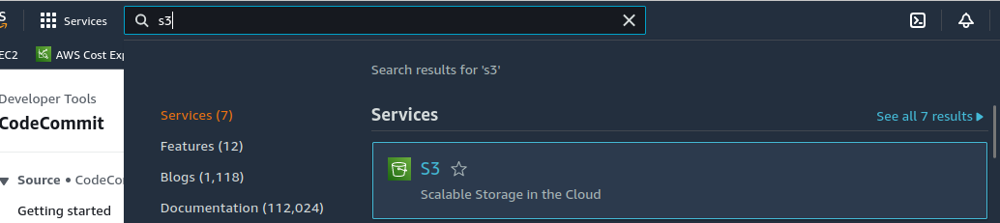 Services
s3
EC2
AWS Cost Exp
Search results for 's3'
Developer Tools
CodeCommit
Services (7)
Services
See all 7 results
Features (12)
Blogs (1,118)
S3
Source • CodeCo
Scalable Storage in the Cloud
Documentation (112,024)
Getting started